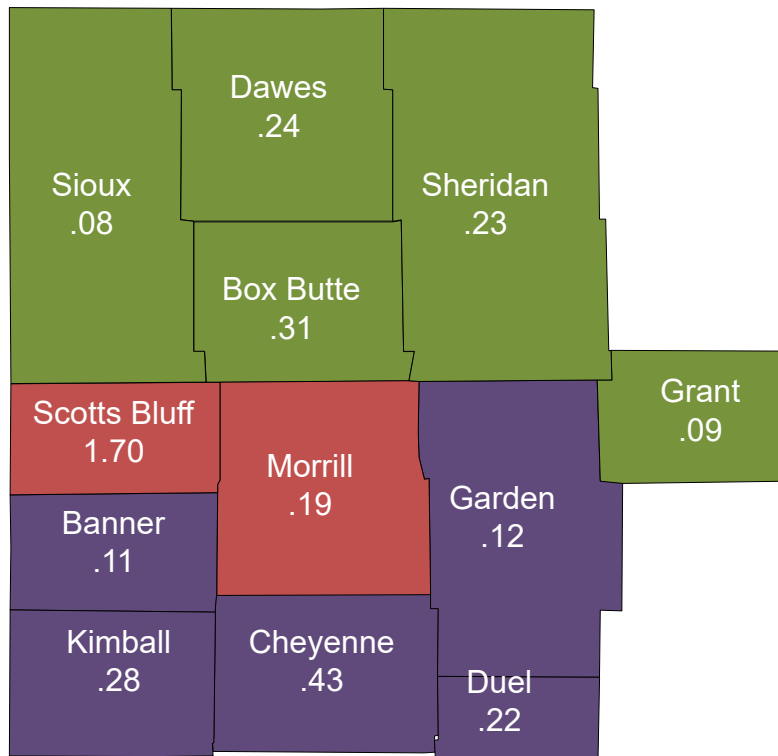 Dawes
.24
Sioux
.08
Sheridan
.23
Box Butte
.31
Grant
.09
Scotts Bluff
1.70
Morrill
.19
Garden
.12
Banner
.11
Kimball
.28
Cheyenne
.43
Duel
.22